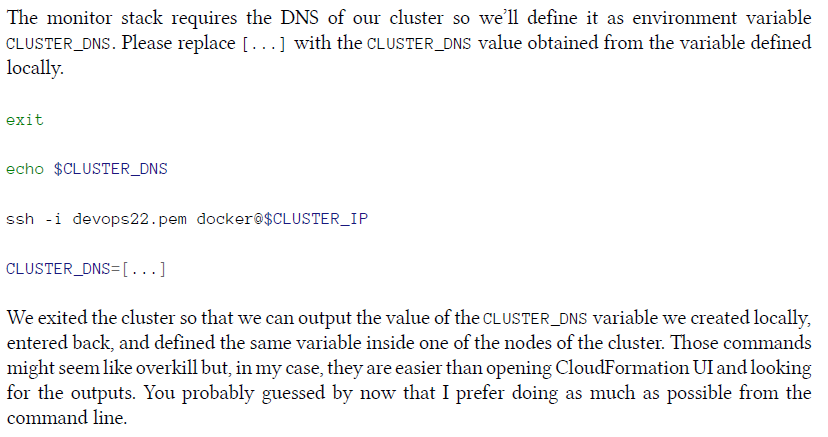 The monitor stack requires the DNS of our cluster so we'll define it as environment variable
CLUSTER_DNS. Please replace [...] with the CLUSTER_DNS value obtained from the variable defined
locally.
exit
echo $CLUSTER_DNS
ssh -i devops22.pem docker@$CLUSTER_IP
CLUSTER_DNS=[...]
We exited the cluster so that we can output the value of the CLUSTER_DNS variable we created locally,
entered back, and defined the same variable inside one of the nodes of the cluster. Those commands
might seem like overkill but, in my case, they are easier than opening CloudFormation UI and looking
for the outputs. You probably guessed by now that I prefer doing as much as possible from the
command line.